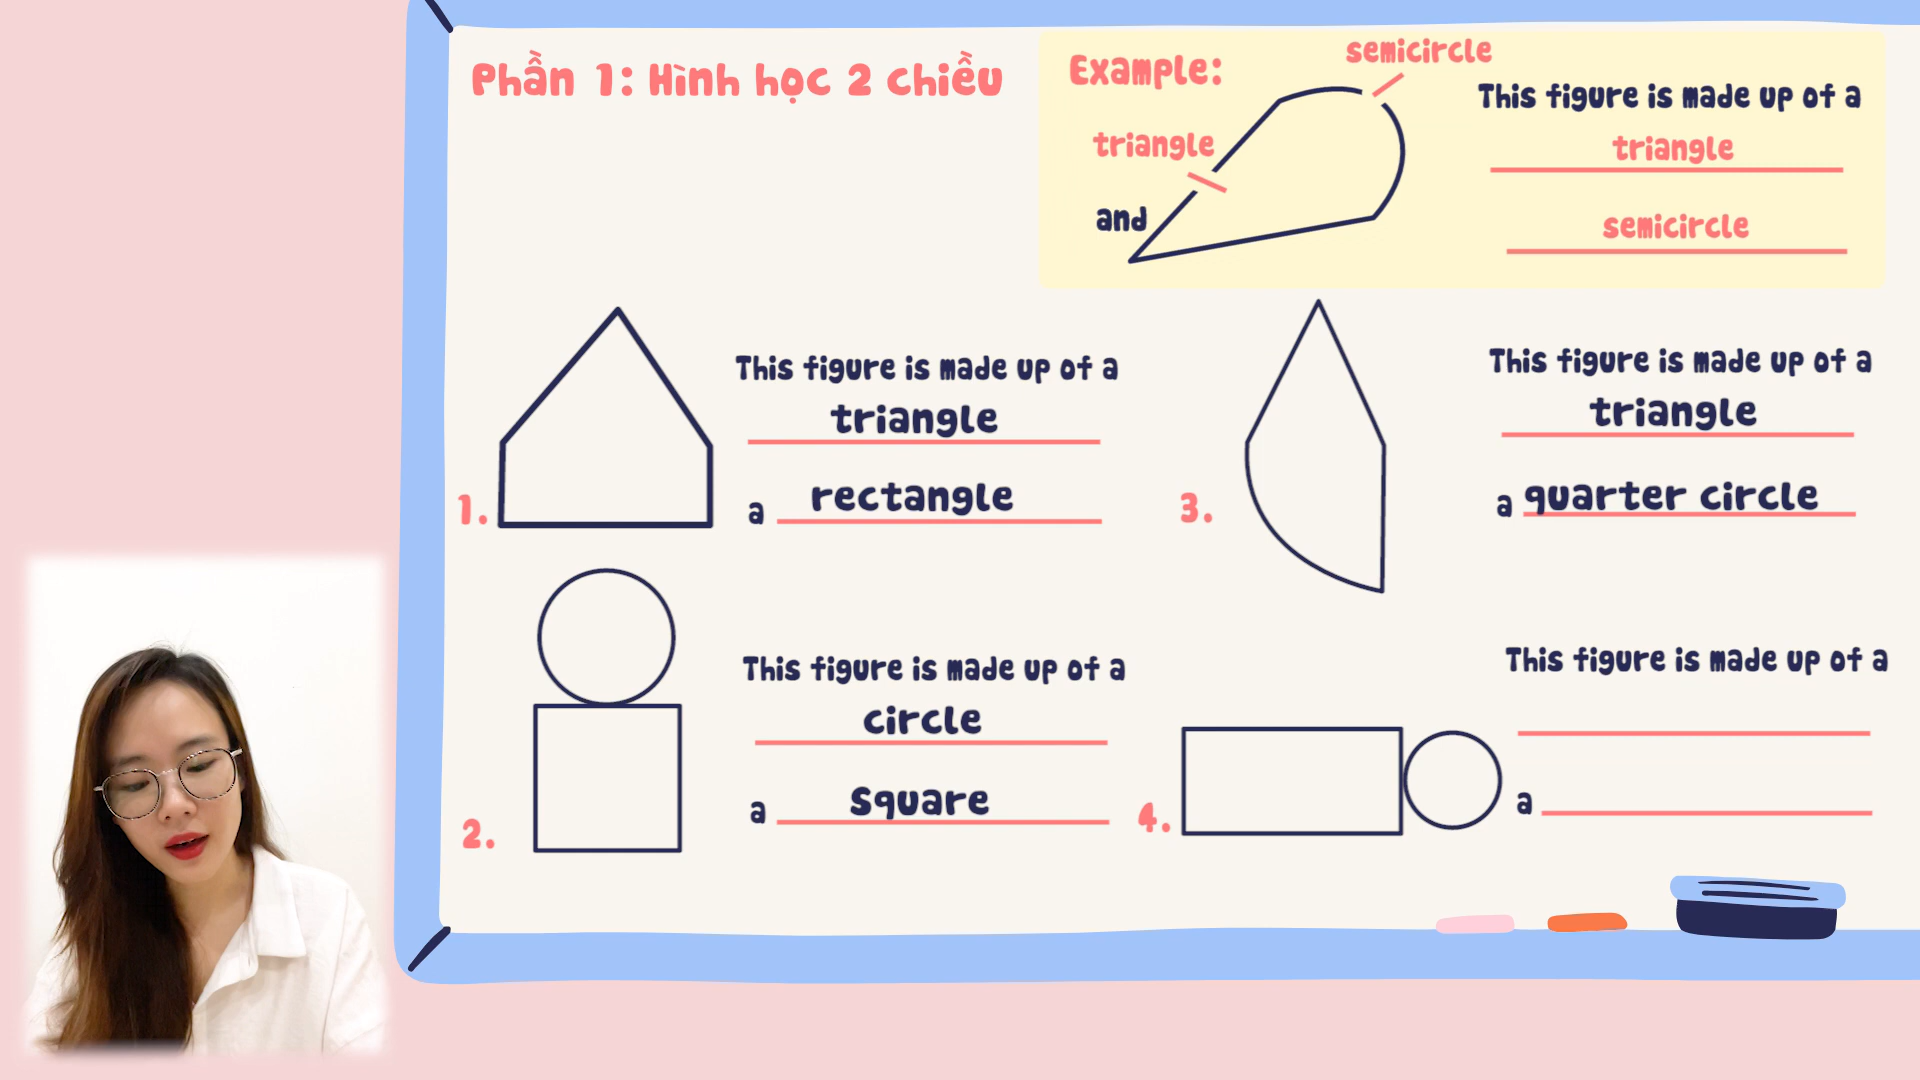 Phần 1: Hình học 2 chiều
Example:
semicircle
triangle
and
This figure is made up of a
triangle
semicircle
1.
This figure is made up of a
triangle
a rectangle
2.
This figure is made up of a
circle
a Square
3.
This figure is made up of a
triangle
a quarter circle
4.
This figure is made up of a
a